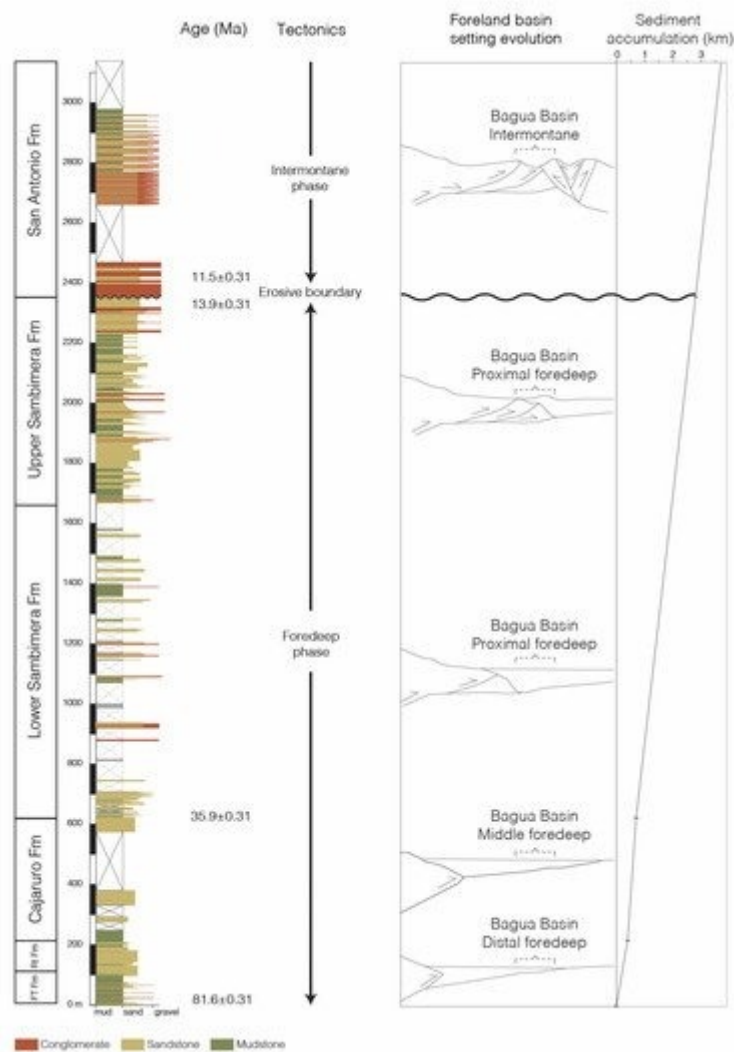 Age (Ma)
Tectonics
Foreland basin
setting evolution
Sediment
accumulation (km)
0
1
2
3
San Antonio Fm
Upper Sambimera Fm
Lower Sambimera Fm
Cajaruro Fm
Rt Fm
FT Fm
3000
2800
2600
2400
2200
2000
1800
1600
1400
1200
1000
800
600
400
200
0 m
mud
sand
gravel
11.5±0.31
13.9±0.31
35.9±0.31
81.6±0.31
Intermontane
phase
Erosive boundary
Foredeep
phase
Bagua Basin
Intermontane
Bagua Basin
Proximal foredeep
Bagua Basin
Proximal foredeep
Bagua Basin
Middle foredeep
Bagua Basin
Distal foredeep
Conglomerate
Sandstone
Mudstone